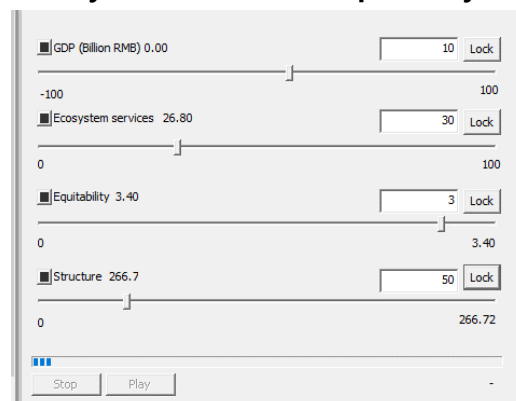 GDP (Billion RMB) 0.00 10 Lock
-100 100
Ecosystem services 26.80 30 Lock
0 100
Equitability 3.40 3 Lock
0 3.40
Structure 266.7 50 Lock
0 266.72
Stop Play -